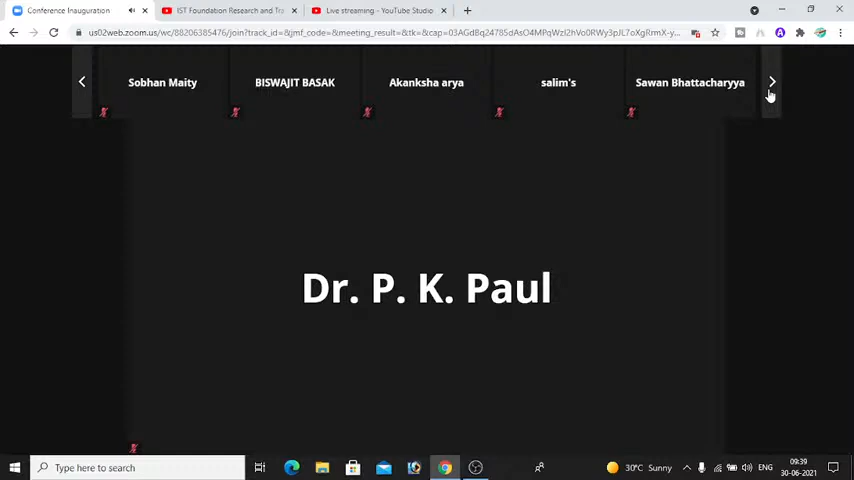 Conference Inauguration
IST Foundation Research and Tra
Live streaming - YouTube Studio
us02web.zoom.us/wc/88206385476/join?track_id=&jmf_code=&meeting_result=&tk=&cap=03AGdBq24785dAsO4MPqWzl2hVo0RWy3pJL7oXgRrmX-y...
Sobhan Maity
BISWAJIT BASAK
Akanksha arya
salim's
Sawan Bhattacharyya
Dr. P. K. Paul
Type here to search
30°C Sunny
ENG
09:39
30-06-2021